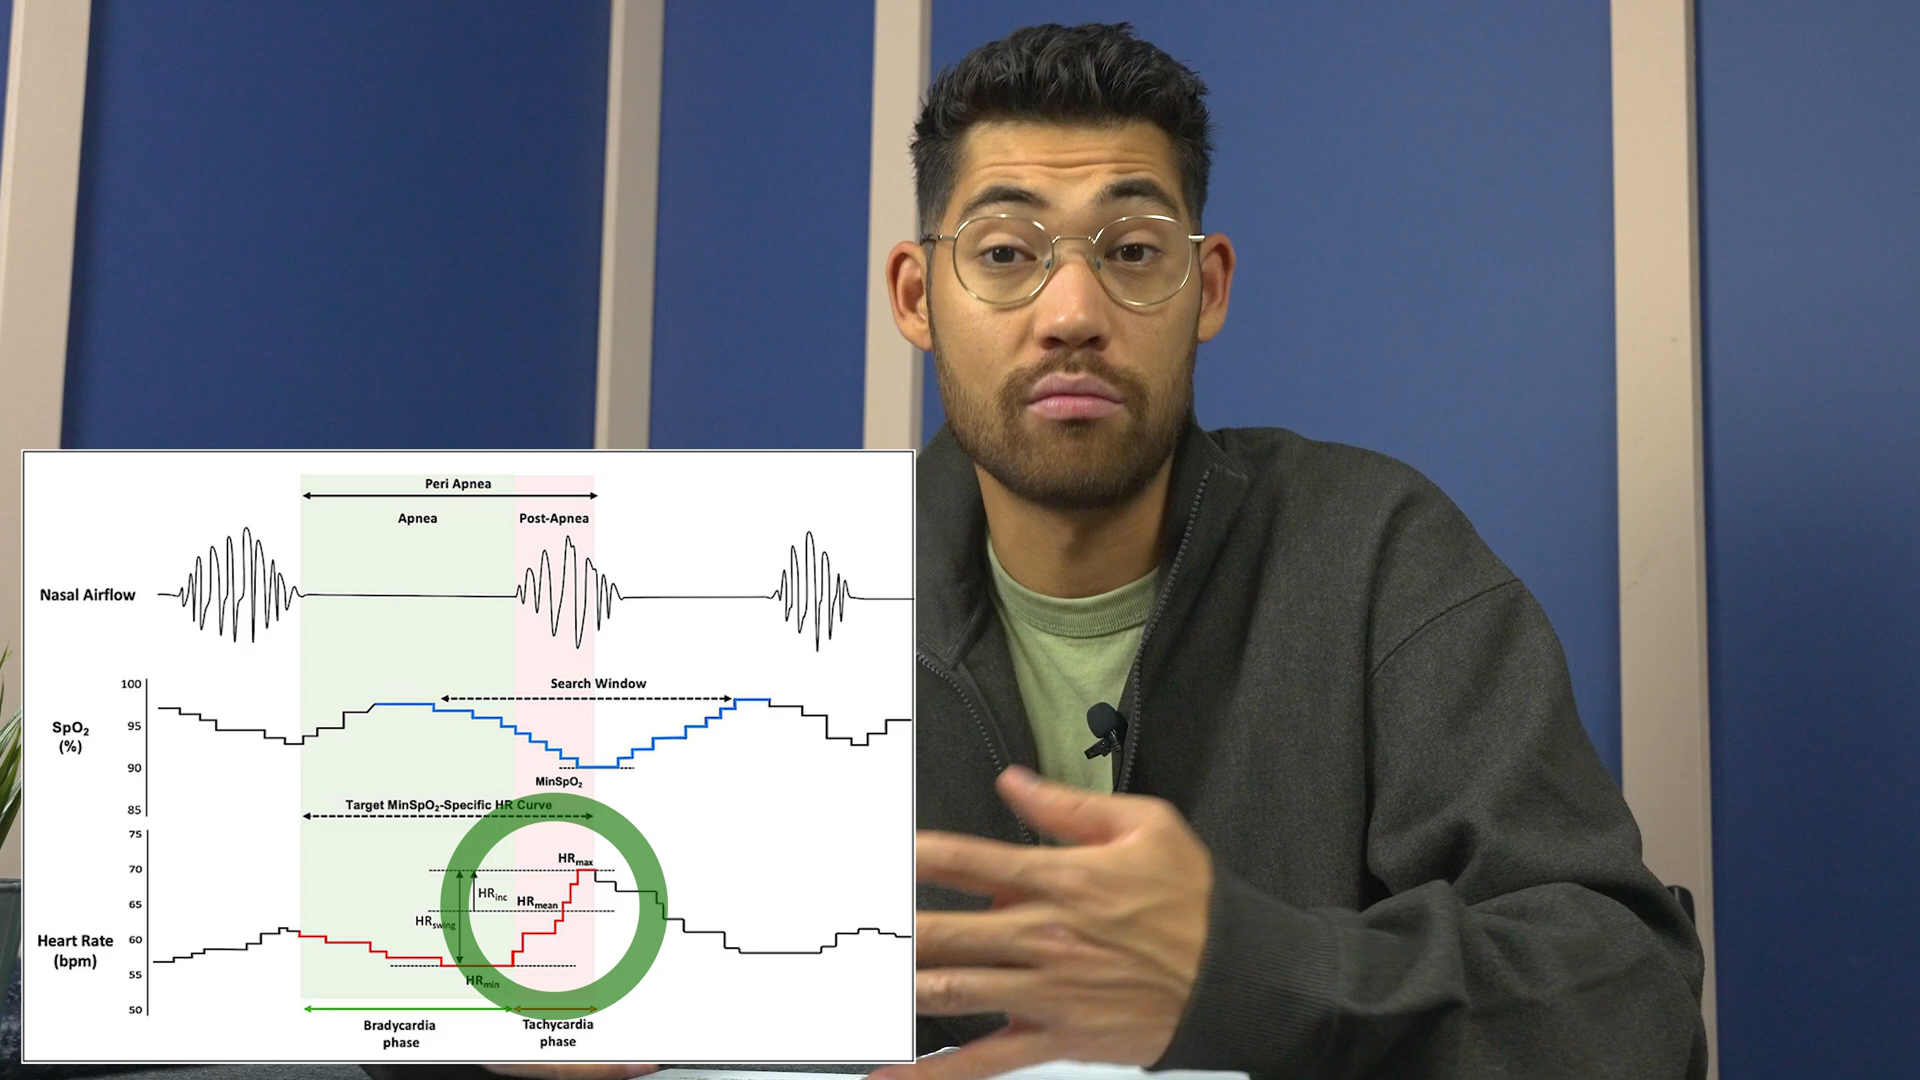 Peri Apnea
Apnea
Post-Apnea
Nasal Airflow
Search Window
100
95
90
85
SpO₂
(%)
MinSpO₂
Target MinSpO₂-Specific HR Curve
75
70
65
60
55
50
HRmax
HRinc
HRmean
HRswing
HRmin
Heart Rate
(bpm)
Bradycardia
phase
Tachycardia
phase